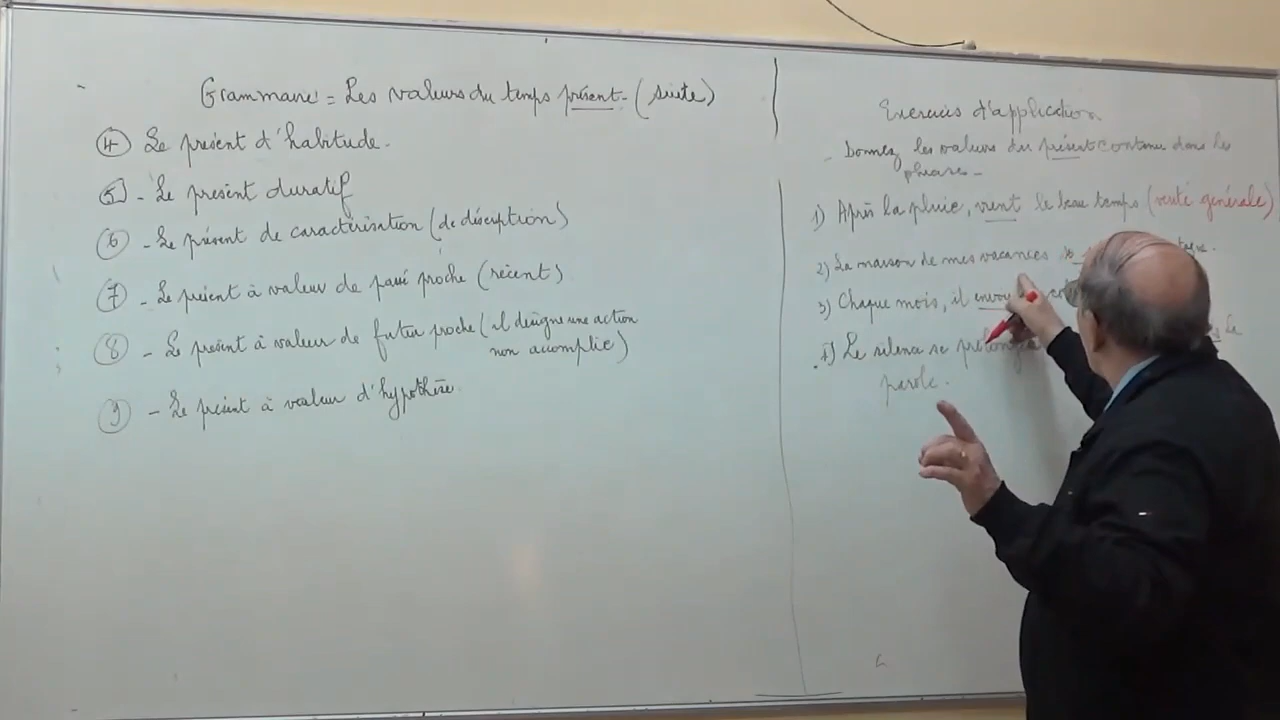 Grammaire = Les valeurs du temps présent - (suite)
④ Le présent d'habitude.
⑤ - Le présent duratif
⑥ - Le présent de caractérisation (de déscription)
⑦ - Le présent à valeur de passé proche (récent)
⑧ - Le présent à valeur de futur proche (il désigne une action
non accomplie)
⑨ - Le présent à valeur d'hypothèse
Exercices d'application
- Donnez les valeurs du présent contenu dans les
phrases -
1) Après la pluie, vient le beau temps (verité générale)
2) La maison de mes vacances
3) Chaque mois, il
4) Le silence se
parole.